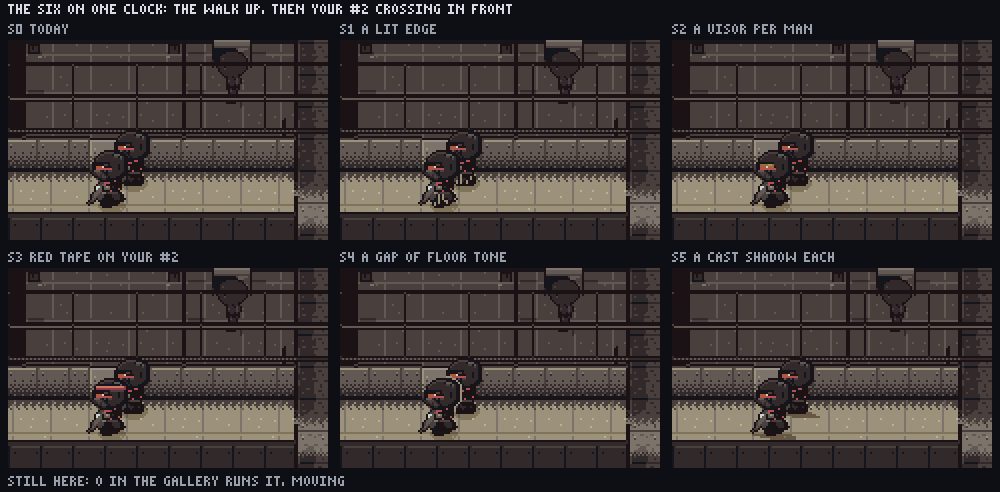 THE SIX ON ONE CLOCK: THE WALK UP, THEN YOUR #2 CROSSING IN FRONT
S0 TODAY
S1 A LIT EDGE
S2 A VISOR PER MAN
S3 RED TAPE ON YOUR #2
S4 A GAP OF FLOOR TONE
S5 A CAST SHADOW EACH
STILL HERE: O IN THE GALLERY RUNS IT, MOVING